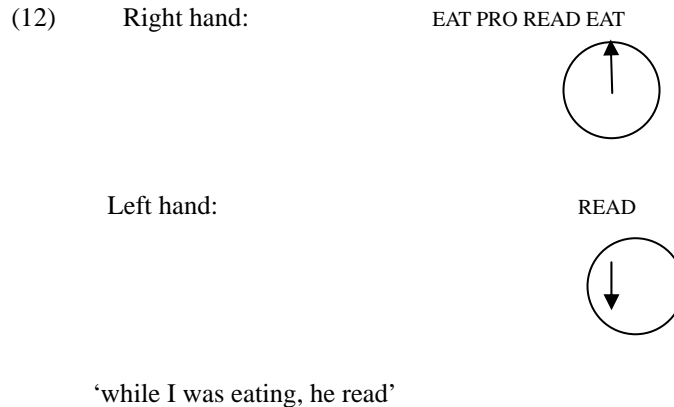 (12) Right hand: EAT PRO READ EAT
Left hand: READ
‘while I was eating, he read’